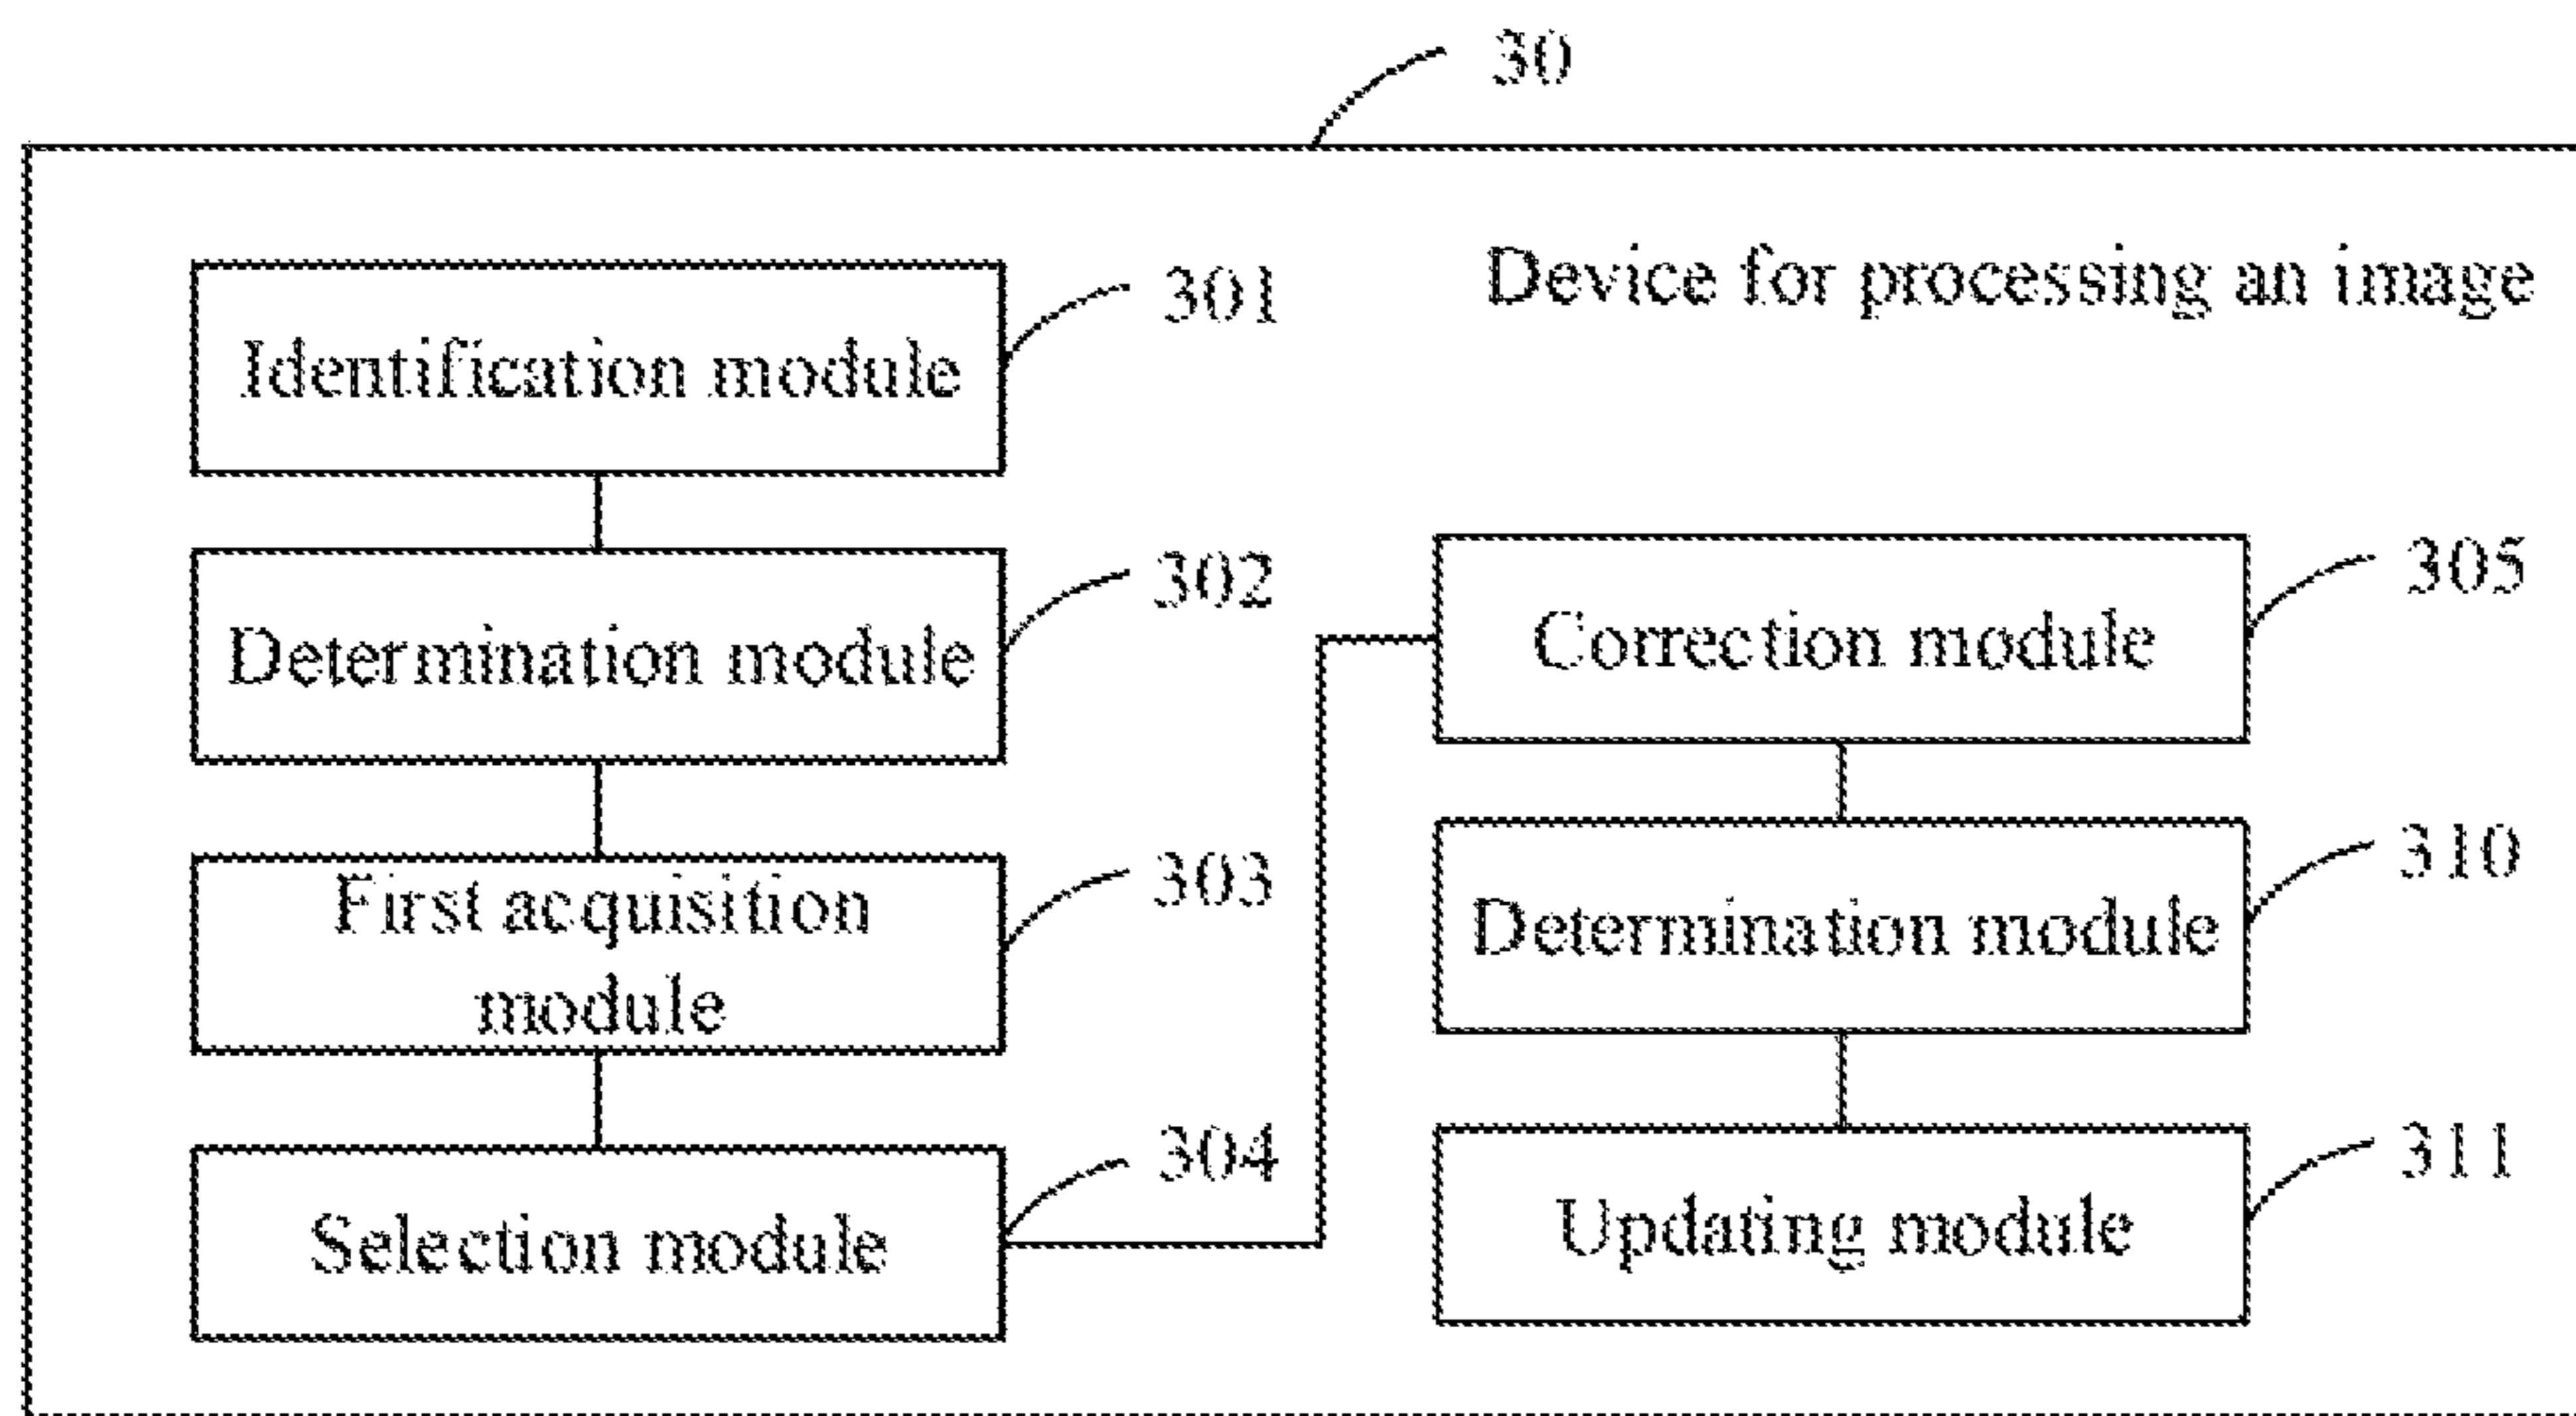 30
Device for processing an image
Identification module
301
Determination module
302
First acquisition
module
303
Selection module
304
Correction module
305
Determination module
310
Updating module
311